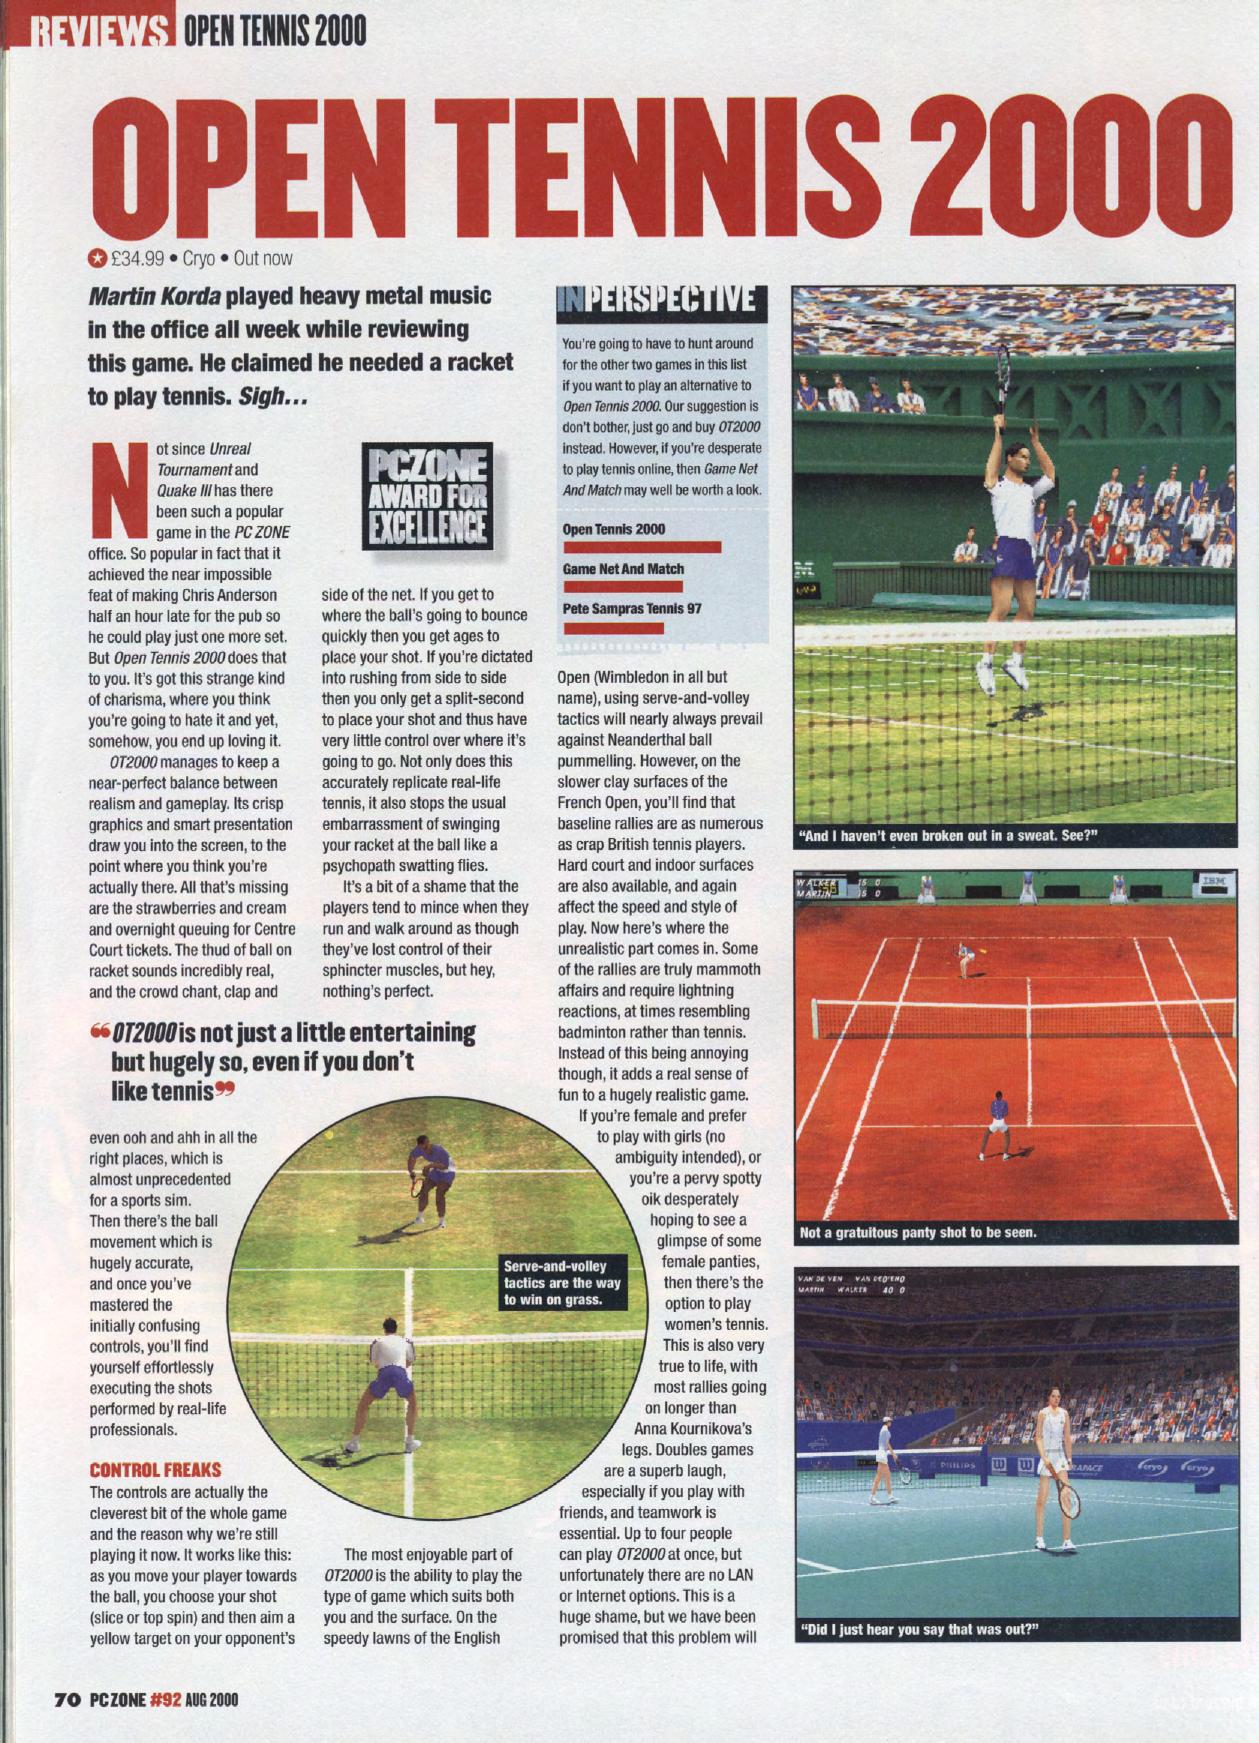 REVIEWS OPEN TENNIS 2000
OPEN TENNIS 2000
£34.99 • Cryo • Out now
Martin Korda played heavy metal music
in the office all week while reviewing
this game. He claimed he needed a racket
to play tennis. Sigh...
Not since Unreal
Tournament and
Quake III has there
been such a popular
game in the PC ZONE
office. So popular in fact that it
achieved the near impossible
feat of making Chris Anderson
half an hour late for the pub so
he could play just one more set.
But Open Tennis 2000 does that
to you. It's got this strange kind
of charisma, where you think
you're going to hate it and yet,
somehow, you end up loving it.
OT2000 manages to keep a
near-perfect balance between
realism and gameplay. Its crisp
graphics and smart presentation
draw you into the screen, to the
point where you think you're
actually there. All that's missing
are the strawberries and cream
and overnight queuing for Centre
Court tickets. The thud of ball on
racket sounds incredibly real,
and the crowd chant, clap and
“OT2000 is not just a little entertaining
but hugely so, even if you don't
like tennis”
even ooh and ahh in all the
right places, which is
almost unprecedented
for a sports sim.
Then there's the ball
movement which is
hugely accurate,
and once you've
mastered the
initially confusing
controls, you'll find
yourself effortlessly
executing the shots
performed by real-life
professionals.
CONTROL FREAKS
The controls are actually the
cleverest bit of the whole game
and the reason why we're still
playing it now. It works like this:
as you move your player towards
the ball, you choose your shot
(slice or top spin) and then aim a
yellow target on your opponent's
PCZONE
AWARD FOR
EXCELLENCE
side of the net. If you get to
where the ball's going to bounce
quickly then you get ages to
place your shot. If you're dictated
into rushing from side to side
then you only get a split-second
to place your shot and thus have
very little control over where it's
going to go. Not only does this
accurately replicate real-life
tennis, it also stops the usual
embarrassment of swinging
your racket at the ball like a
psychopath swatting flies.
It's a bit of a shame that the
players tend to mince when they
run and walk around as though
they've lost control of their
sphincter muscles, but hey,
nothing's perfect.
Serve-and-volley
tactics are the way
to win on grass.
The most enjoyable part of
OT2000 is the ability to play the
type of game which suits both
you and the surface. On the
speedy lawns of the English
INPERSPECTIVE
You're going to have to hunt around
for the other two games in this list
if you want to play an alternative to
Open Tennis 2000. Our suggestion is
don't bother, just go and buy OT2000
instead. However, if you're desperate
to play tennis online, then Game Net
And Match may well be worth a look.
Open Tennis 2000
Game Net And Match
Pete Sampras Tennis 97
Open (Wimbledon in all but
name), using serve-and-volley
tactics will nearly always prevail
against Neanderthal ball
pummelling. However, on the
slower clay surfaces of the
French Open, you'll find that
baseline rallies are as numerous
as crap British tennis players.
Hard court and indoor surfaces
are also available, and again
affect the speed and style of
play. Now here's where the
unrealistic part comes in. Some
of the rallies are truly mammoth
affairs and require lightning
reactions, at times resembling
badminton rather than tennis.
Instead of this being annoying
though, it adds a real sense of
fun to a hugely realistic game.
If you're female and prefer
to play with girls (no
ambiguity intended), or
you're a pervy spotty
oik desperately
hoping to see a
glimpse of some
female panties,
then there's the
option to play
women's tennis.
This is also very
true to life, with
most rallies going
on longer than
Anna Kournikova's
legs. Doubles games
are a superb laugh,
especially if you play with
friends, and teamwork is
essential. Up to four people
can play OT2000 at once, but
unfortunately there are no LAN
or Internet options. This is a
huge shame, but we have been
promised that this problem will
“And I haven't even broken out in a sweat. See?”
WALKER 15 0
MARTIN 15 0
IBM
Not a gratuitous panty shot to be seen.
VAN DE VEN
MARTIN WALKER 40 0
PHILIPS
cryo cryo
“Did I just hear you say that was out?”
70 PCZONE #92 AUG 2000